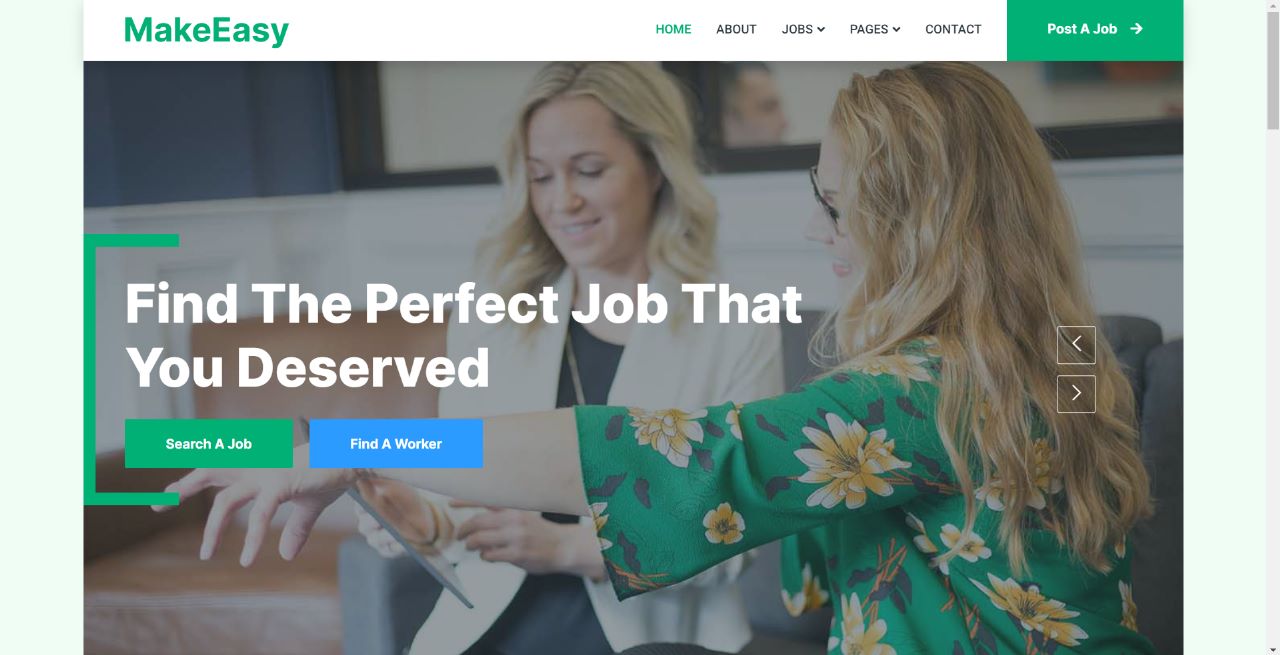 MakeEasy
HOME ABOUT JOBS PAGES CONTACT Post A Job
Find The Perfect Job That
You Deserved
Search A Job Find A Worker